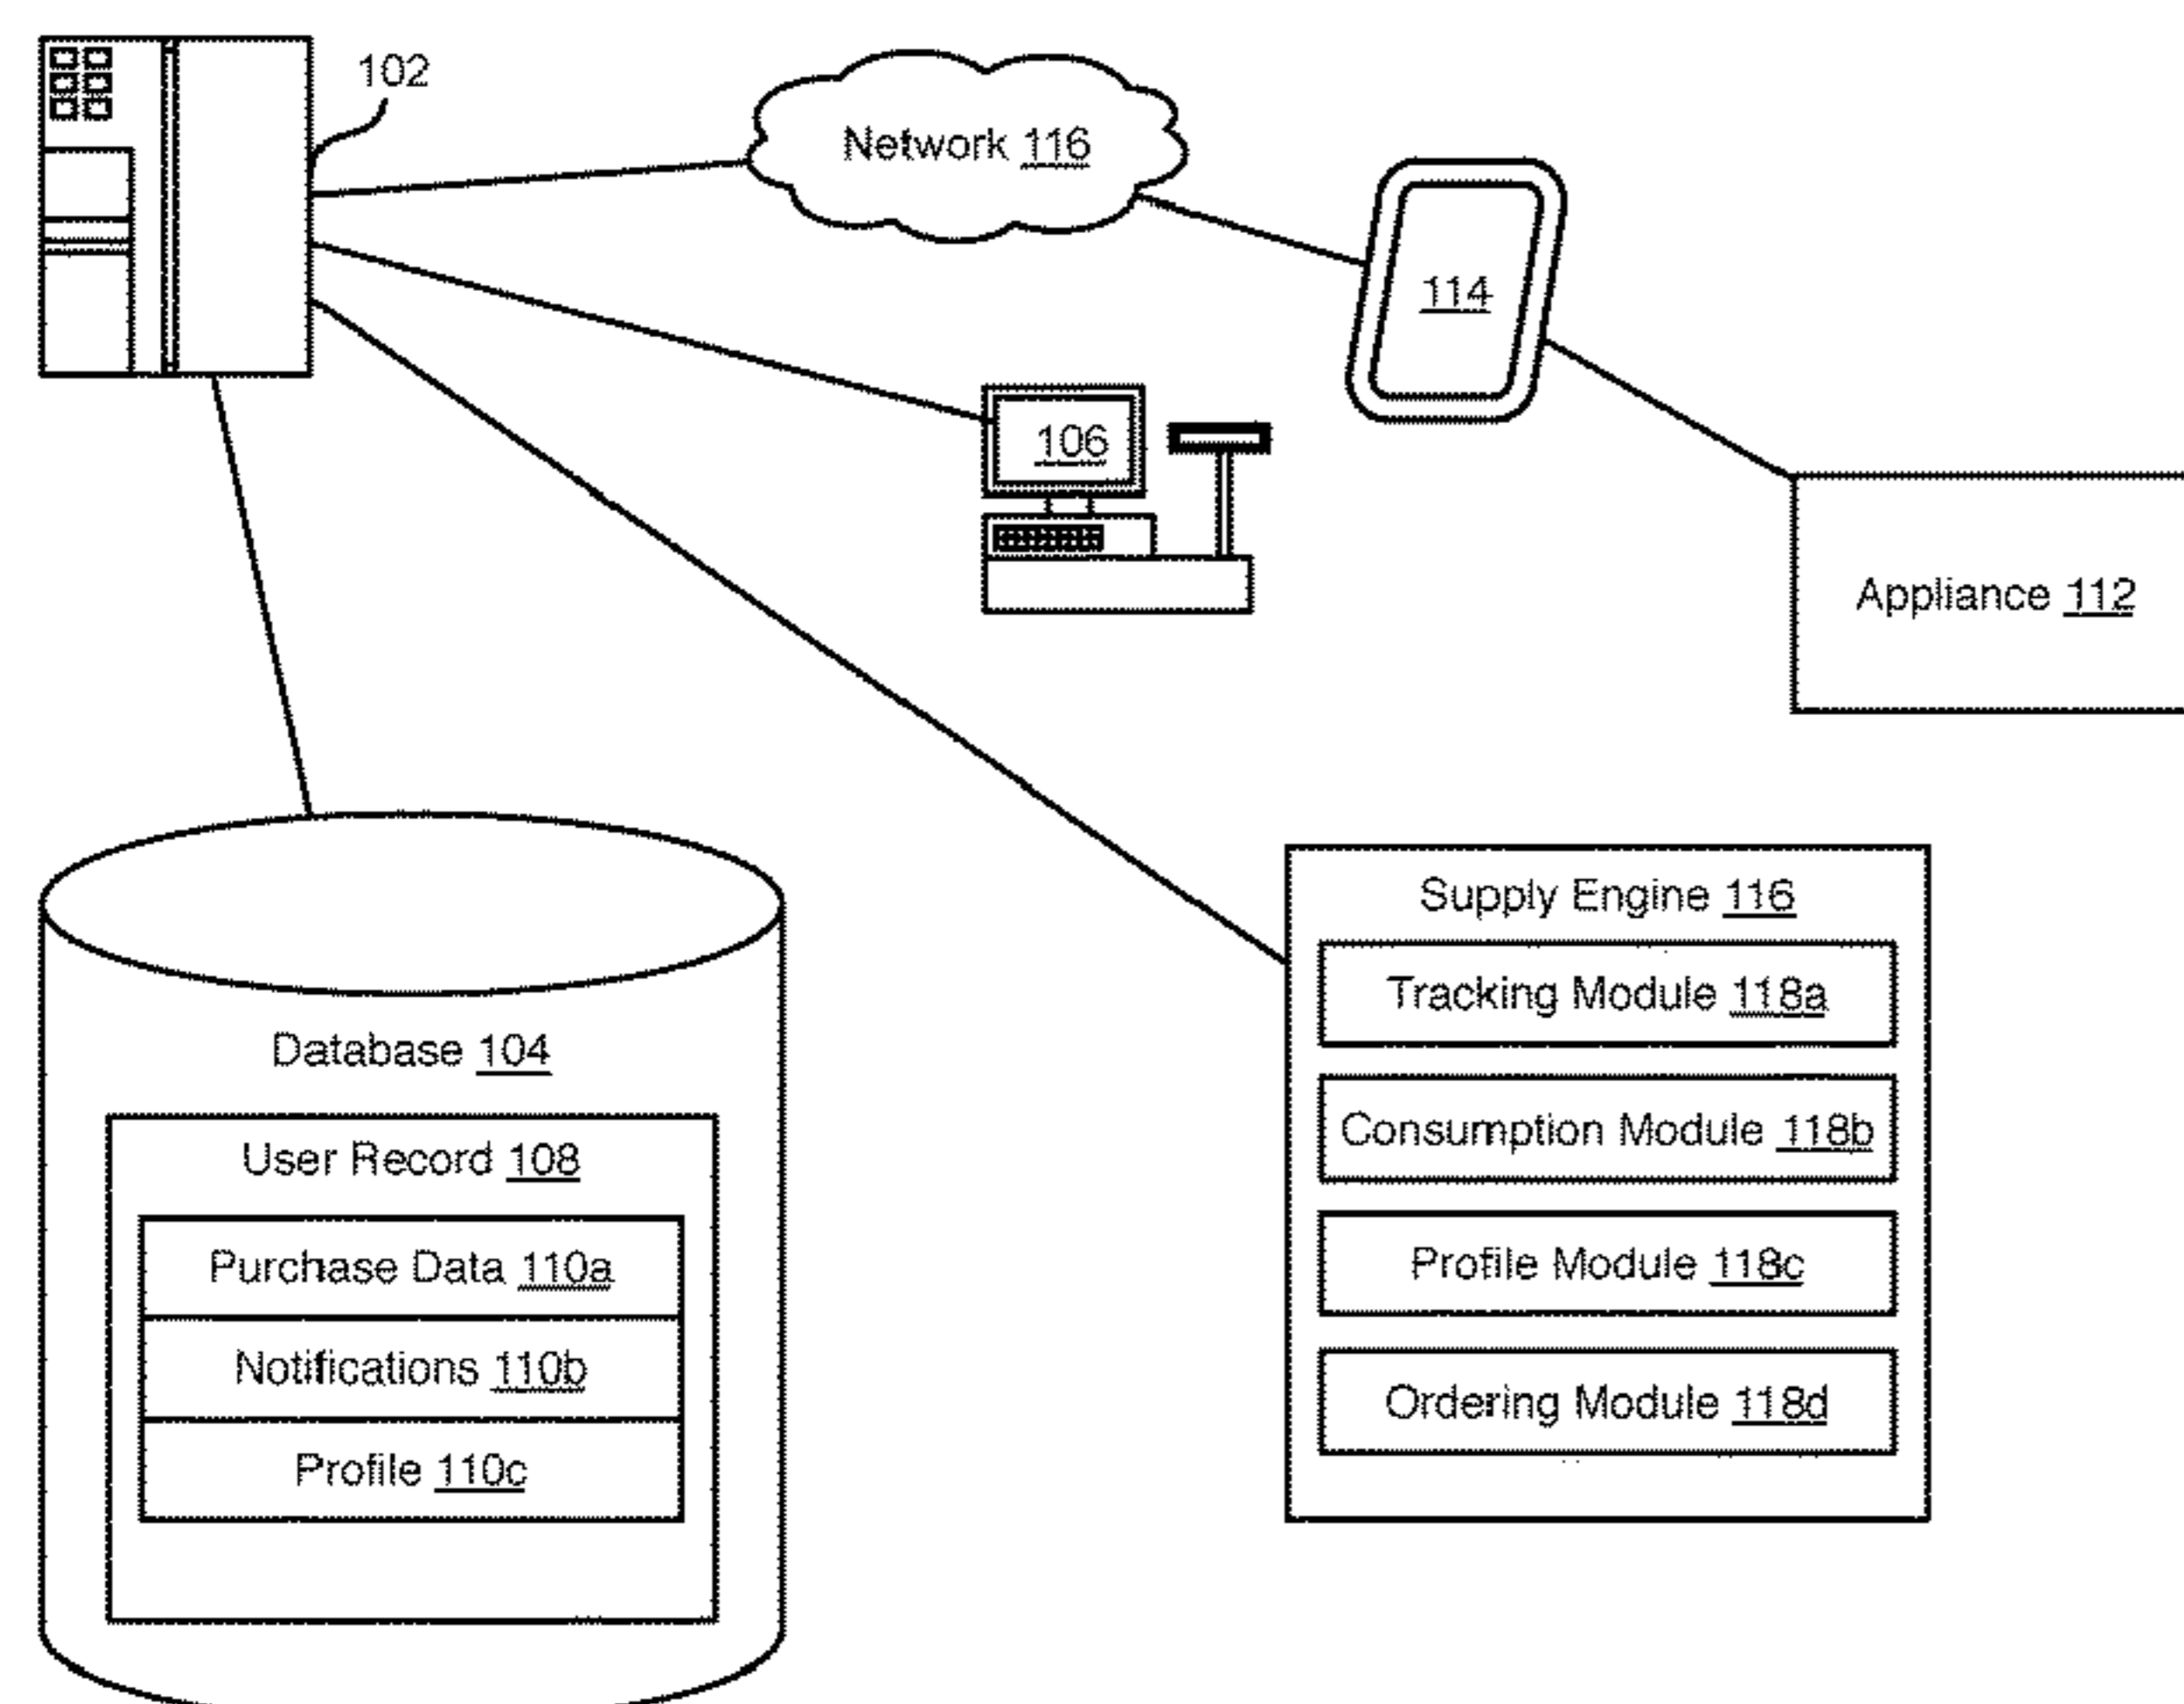 102
Network 116
114
106
Appliance 112
Supply Engine 116
Tracking Module 118a
Consumption Module 118b
Profile Module 118c
Ordering Module 118d
Database 104
User Record 108
Purchase Data 110a
Notifications 110b
Profile 110c